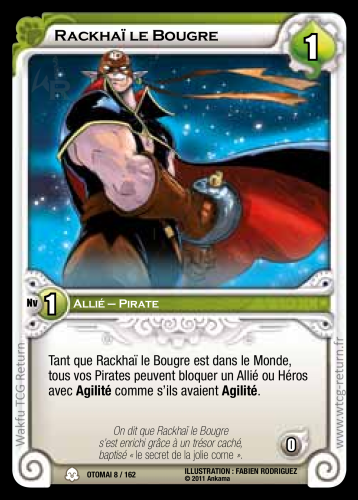 RACKHAÏ LE BOUGRE
1
Nv 1 ALLIÉ – PIRATE
Tant que Rackhaï le Bougre est dans le Monde,
tous vos Pirates peuvent bloquer un Allié ou Héros
avec Agilité comme s'ils avaient Agilité.
On dit que Rackhaï le Bougre
s'est enrichi grâce à un trésor caché,
baptisé « le secret de la jolie corne ».
0
OTOMAI 8 / 162
ILLUSTRATION : FABIEN RODRIGUEZ
© 2011 Ankama
Wakfu TCG Return
www.wtcg-return.fr